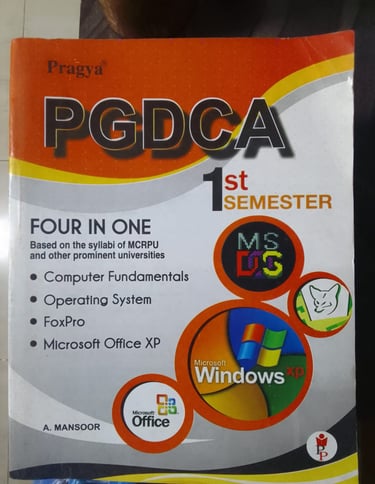 Pragya®
PGDCA
1st
SEMESTER
FOUR IN ONE
Based on the syllabi of MCRPU
and other prominent universities
• Computer Fundamentals
• Operating System
• FoxPro
• Microsoft Office XP
MS
DOS
Microsoft
Windows xp
Microsoft
Office
A. MANSOOR
PP